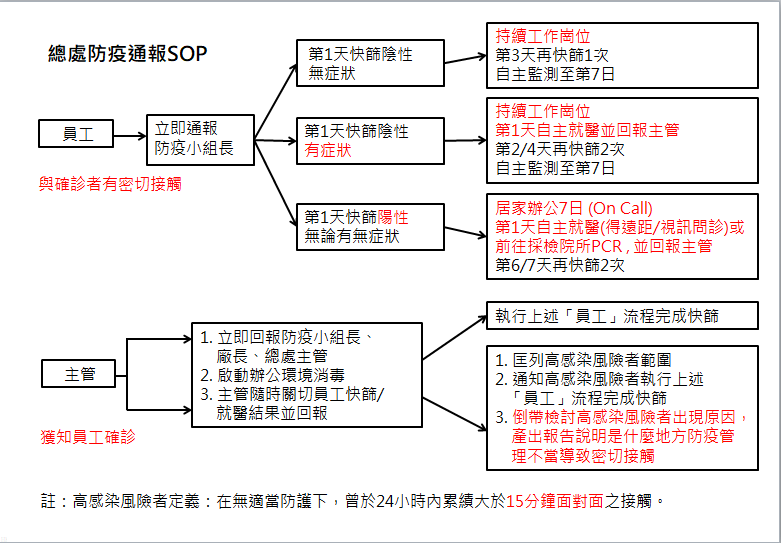 總處防疫通報SOP
員工
與確診者有密切接觸
立即通報
防疫小組長
第1天快篩陰性
無症狀
持續工作崗位
第3天再快篩1次
自主監測至第7日
第1天快篩陰性
有症狀
持續工作崗位
第1天自主就醫並回報主管
第2/4天再快篩2次
自主監測至第7日
第1天快篩陽性
無論有無症狀
居家辦公7日 (On Call)
第1天自主就醫(得遠距/視訊問診)或
前往採檢院所PCR , 並回報主管
第6/7天再快篩2次
主管
獲知員工確診
1. 立即回報防疫小組長、
廠長、總處主管
2. 啟動辦公環境消毒
3. 主管隨時關切員工快篩/
就醫結果並回報
執行上述「員工」流程完成快篩
1. 匡列高感染風險者範圍
2. 通知高感染風險者執行上述
「員工」流程完成快篩
3. 倒帶檢討高感染風險者出現原因，
產出報告說明是什麼地方防疫管
理不當導致密切接觸
註：高感染風險者定義：在無適當防護下，曾於24小時內累績大於15分鐘面對面之接觸。